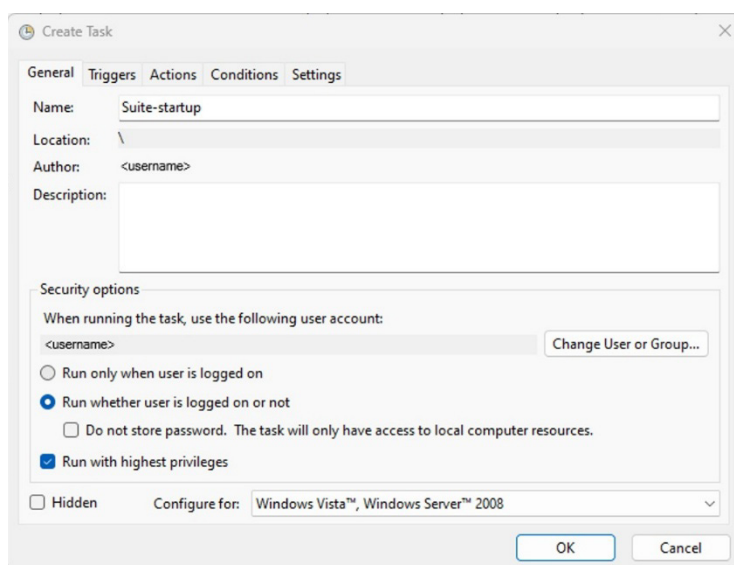 Create Task
General Triggers Actions Conditions Settings
Name: Suite-startup
Location: \
Author: <username>
Description:
Security options
When running the task, use the following user account:
<username> Change User or Group...
Run only when user is logged on
Run whether user is logged on or not
Do not store password. The task will only have access to local computer resources.
Run with highest privileges
Hidden Configure for: Windows Vista™, Windows Server™ 2008
OK Cancel